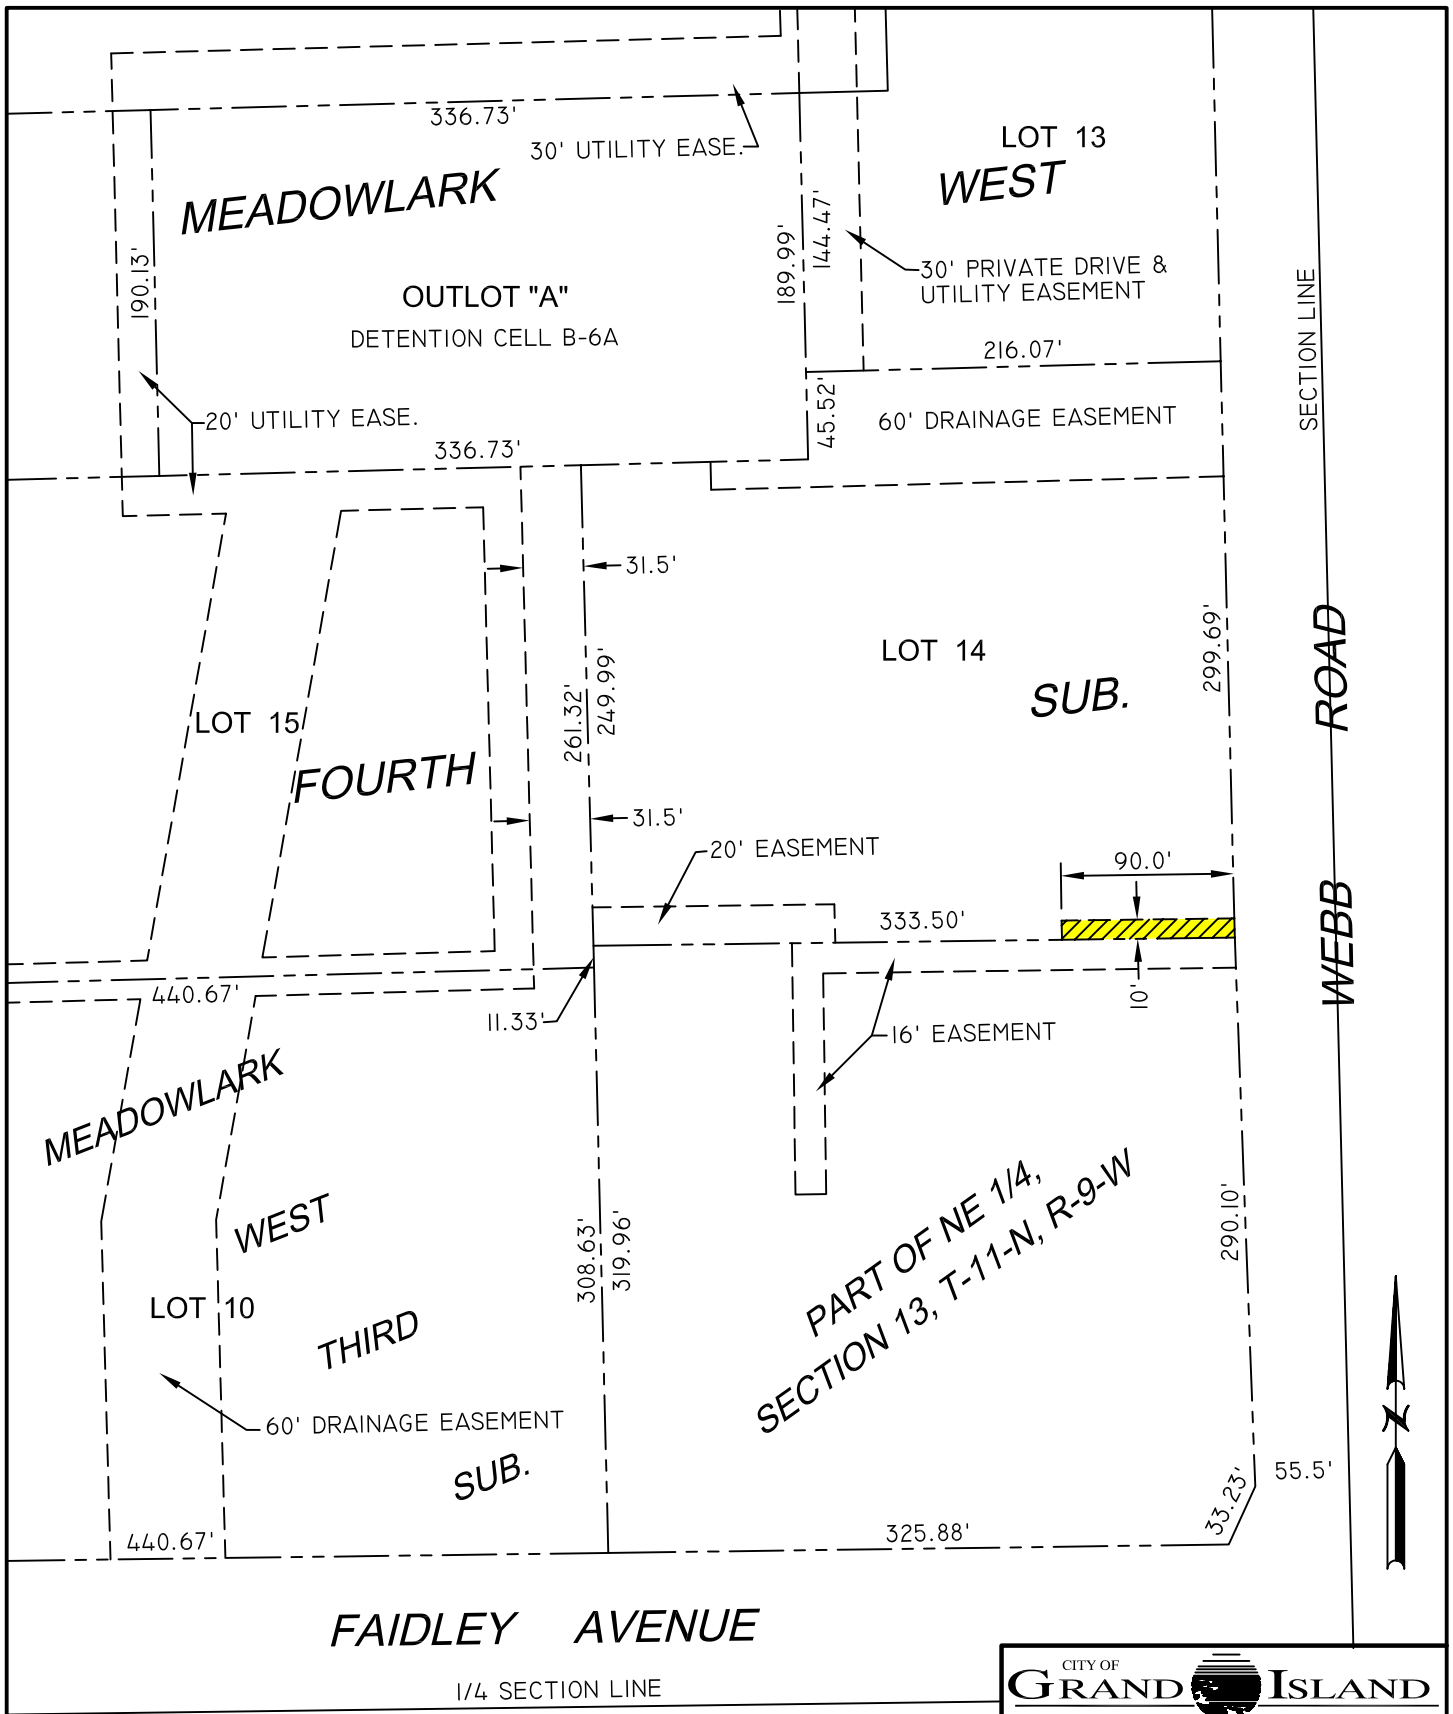 336.73'
30' UTILITY EASE.
LOT 13
MEADOWLARK
WEST
190.13'
189.99'
144.47'
30' PRIVATE DRIVE &
UTILITY EASEMENT
OUTLOT "A"
DETENTION CELL B-6A
216.07'
SECTION LINE
20' UTILITY EASE.
45.52'
60' DRAINAGE EASEMENT
336.73'
31.5'
LOT 14
299.69'
ROAD
261.32'
249.99'
SUB.
LOT 15
FOURTH
31.5'
20' EASEMENT
90.0'
333.50'
WEBB
440.67'
11.33'
10'
16' EASEMENT
MEADOWLARK
WEST
308.63'
319.96'
PART OF NE 1/4,
SECTION 13, T-11-N, R-9-W
290.10'
LOT 10
THIRD
60' DRAINAGE EASEMENT
SUB.
N
55.5'
33.23'
440.67'
325.88'
FAIDLEY AVENUE
1/4 SECTION LINE
CITY OF
GRAND ISLAND